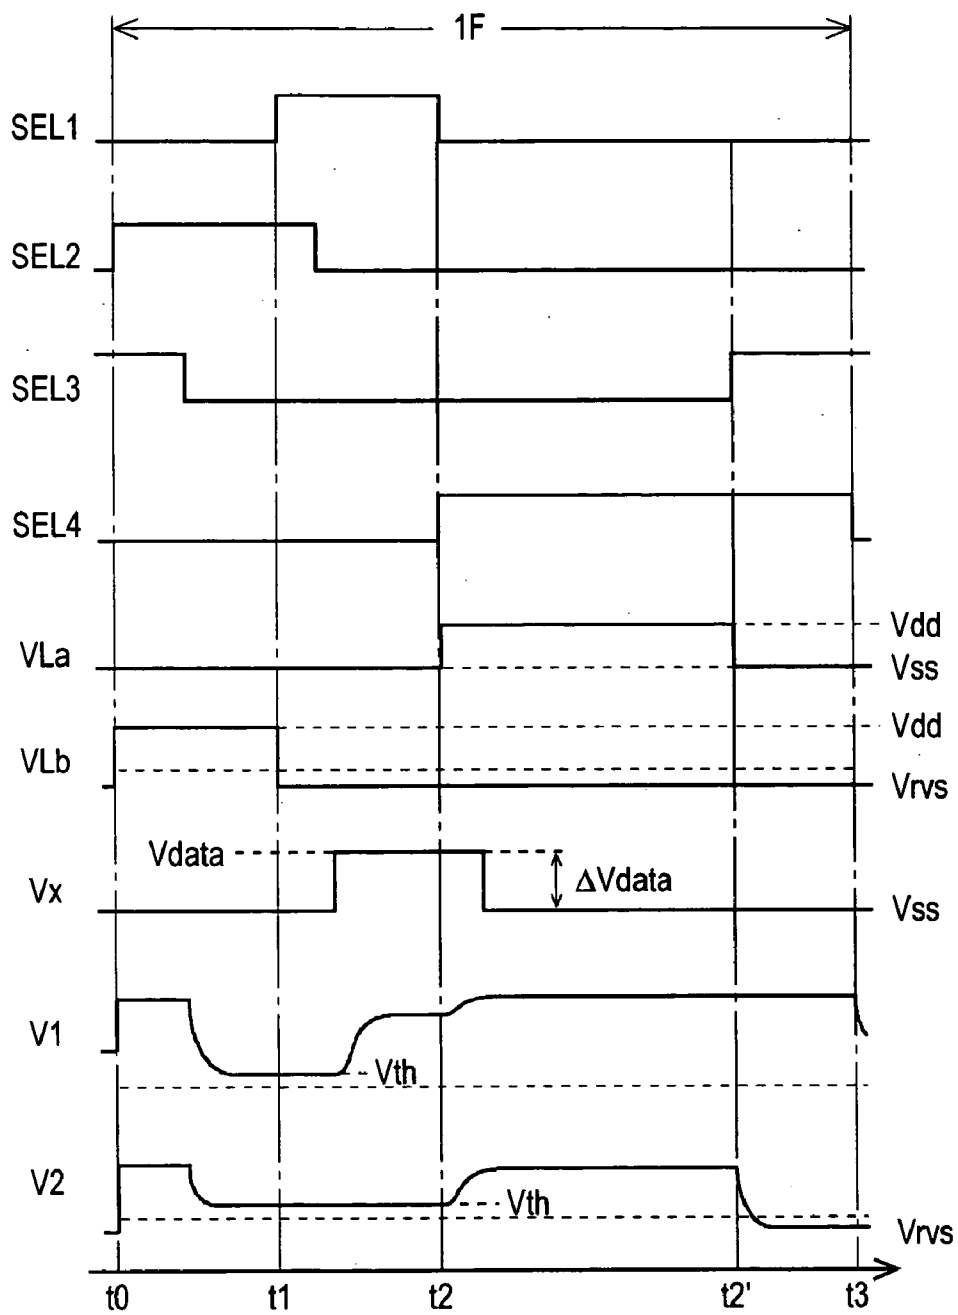 1F
SEL1
SEL2
SEL3
SEL4
Vdd
VLa
Vss
Vdd
VLb
Vrvs
Vdata
ΔVdata
Vx
Vss
V1
Vth
V2
Vth
Vrvs
t0 t1 t2 t2' t3